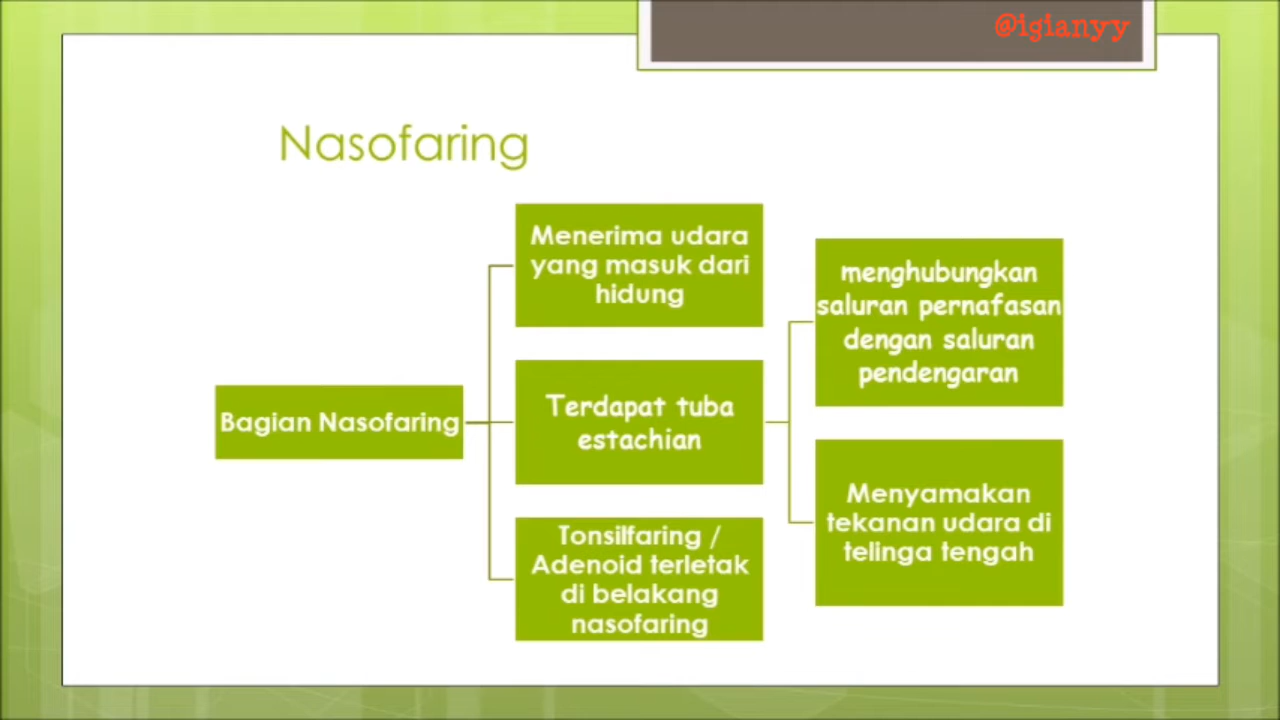 @igianyy
Nasofaring
Bagian Nasofaring
Menerima udara
yang masuk dari
hidung
Terdapat tuba
estachian
Tonsilfaring /
Adenoid terletak
di belakang
nasofaring
menghubungkan
saluran pernafasan
dengan saluran
pendengaran
Menyamakan
tekanan udara di
telinga tengah